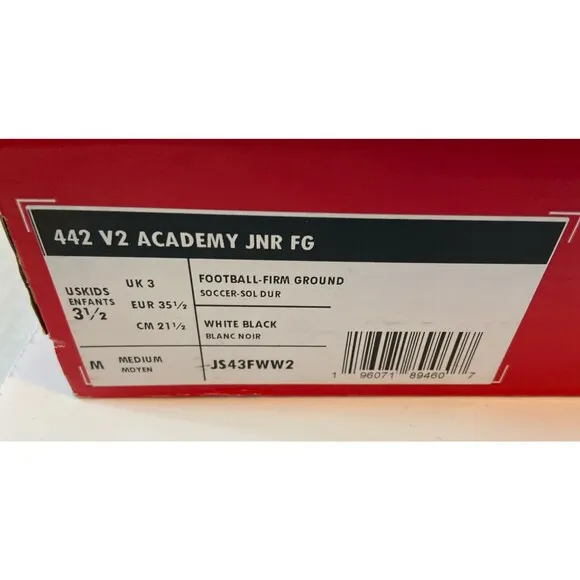 442 V2 ACADEMY JNR FG
USKIDS
ENFANTS
3½
UK 3
EUR 35½
CM 21½
FOOTBALL-FIRM GROUND
SOCCER-SOL DUR
WHITE BLACK
BLANC NOIR
M
MEDIUM
MOYEN
JS43FWW2
1 96071 89460 7